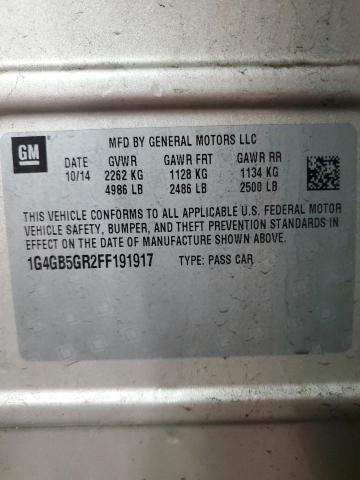 GM
MFD BY GENERAL MOTORS LLC
DATE GVWR GAWR FRT GAWR RR
10/14 2262 KG 1128 KG 1134 KG
4986 LB 2486 LB 2500 LB
THIS VEHICLE CONFORMS TO ALL APPLICABLE U.S. FEDERAL MOTOR
VEHICLE SAFETY, BUMPER, AND THEFT PREVENTION STANDARDS IN
EFFECT ON THE DATE OF MANUFACTURE SHOWN ABOVE.
1G4GB5GR2FF191917 TYPE: PASS CAR